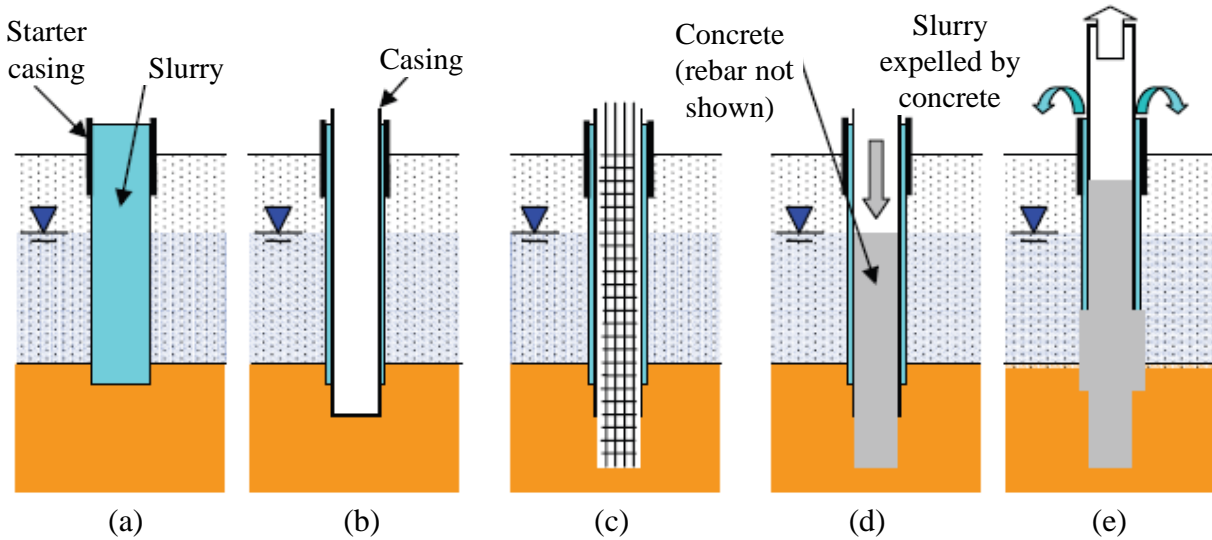 Starter
casing
Slurry
Casing
Concrete
(rebar not
shown)
Slurry
expelled by
concrete
(a)
(b)
(c)
(d)
(e)